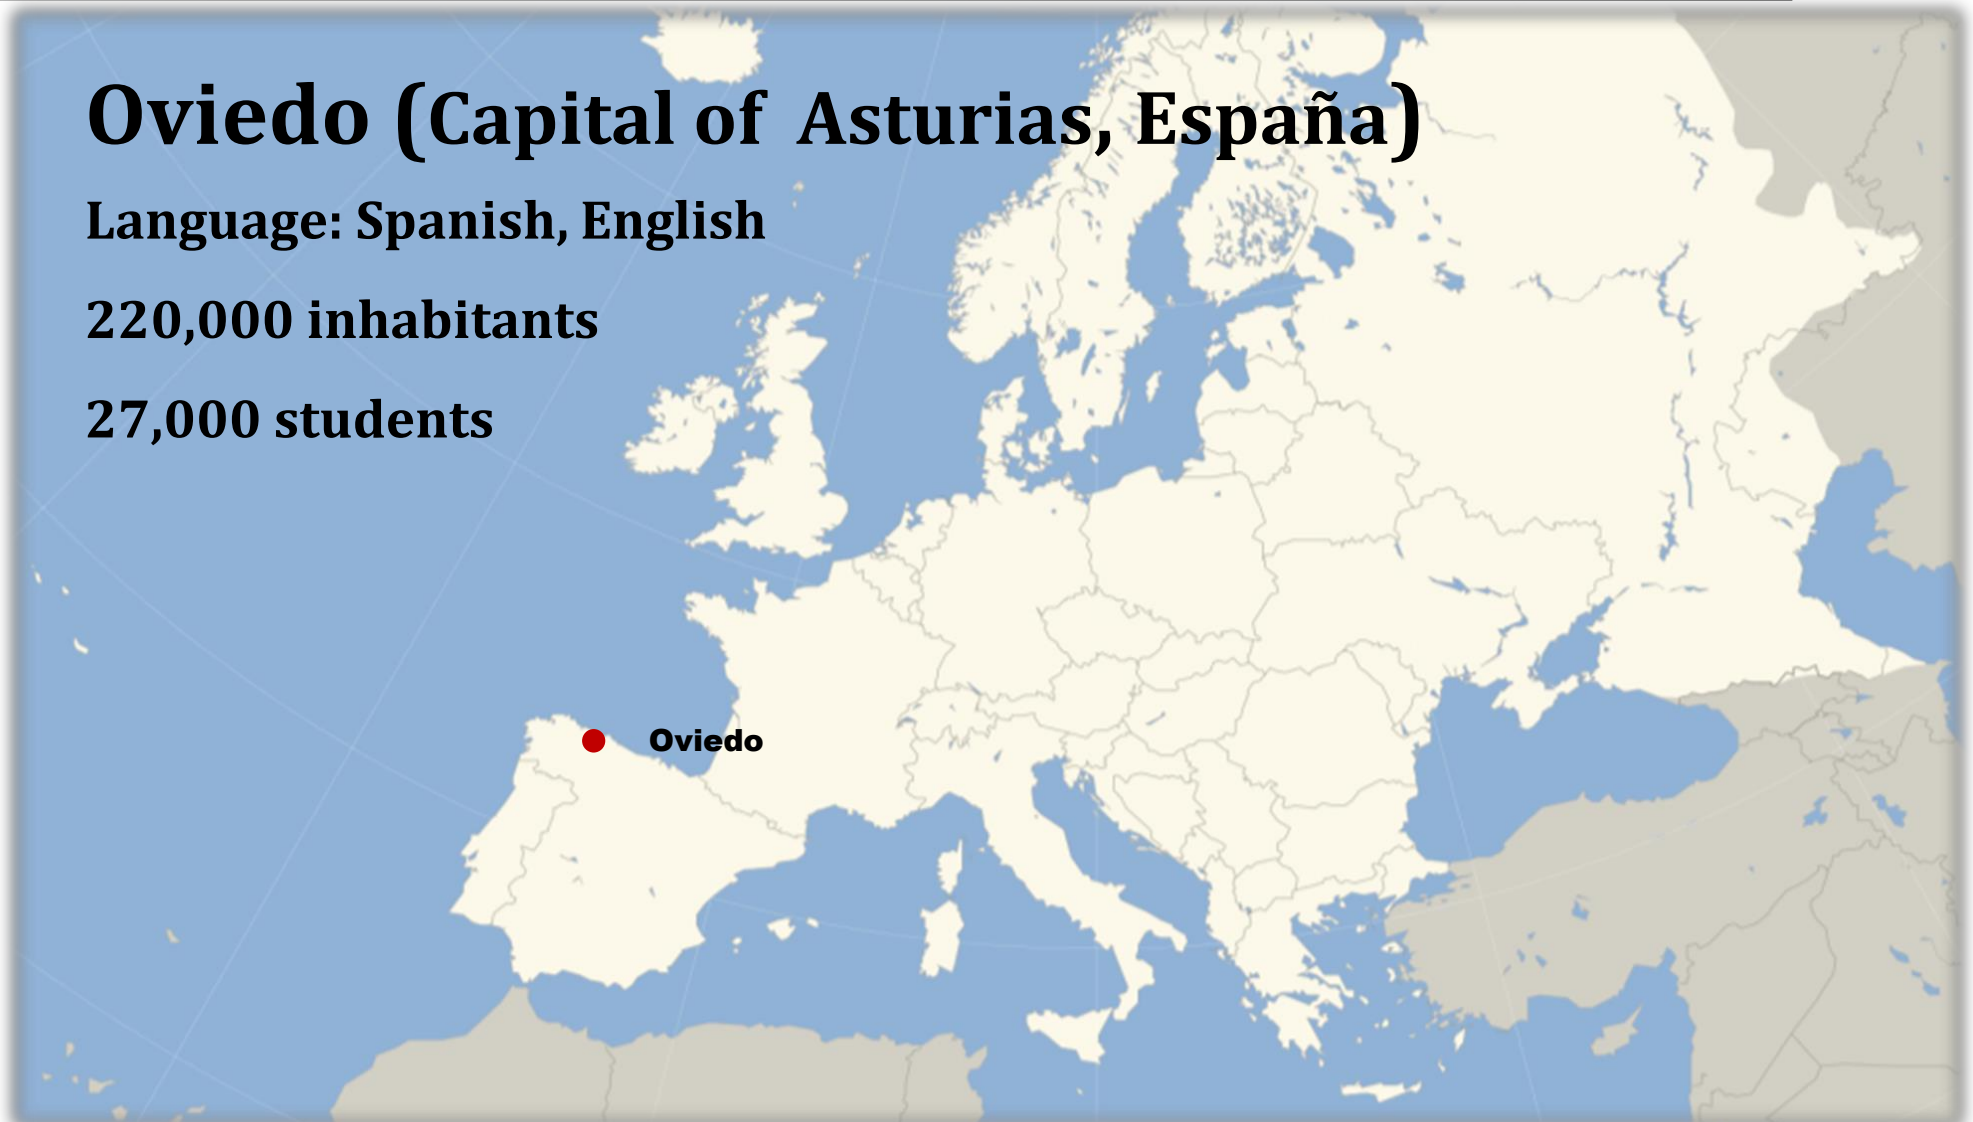 Oviedo (Capital of Asturias, España)
Language: Spanish, English
220,000 inhabitants
27,000 students
Oviedo